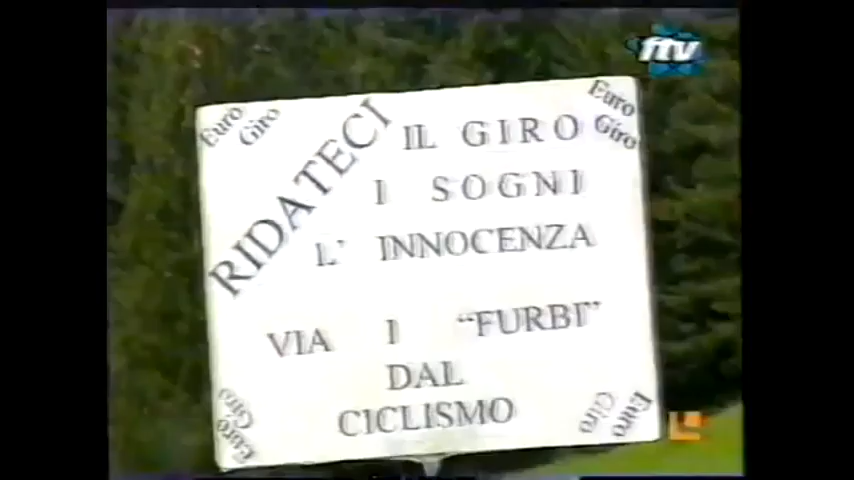 ftv
Euro
Giro
Euro
Giro
RIDATECI
IL GIRO
I SOGNI
L' INNOCENZA
VIA I "FURBI"
DAL
CICLISMO
Euro
Giro
Euro
Giro